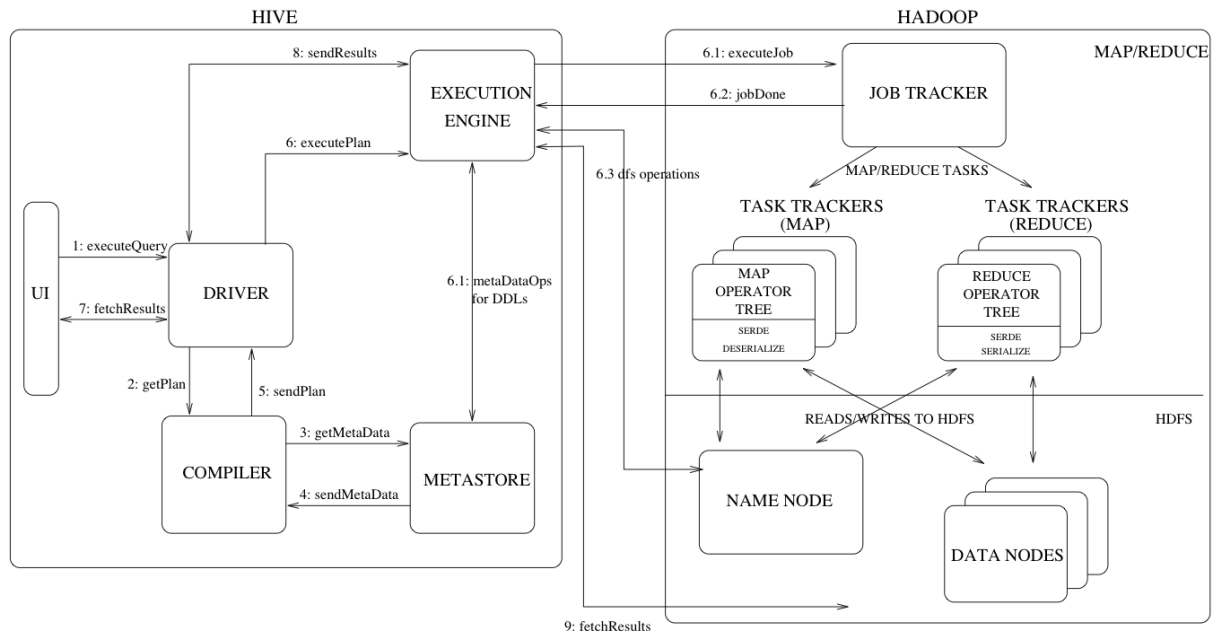 HIVE
HADOOP
MAP/REDUCE
8: sendResults
EXECUTION
ENGINE
6.1: executeJob
6.2: jobDone
JOB TRACKER
6: executePlan
6.3 dfs operations
MAP/REDUCE TASKS
TASK TRACKERS
(MAP)
TASK TRACKERS
(REDUCE)
1: executeQuery
UI
DRIVER
7: fetchResults
6.1: metaDataOps
for DDLs
MAP
OPERATOR
TREE
SERDE
DESERIALIZE
REDUCE
OPERATOR
TREE
SERDE
SERIALIZE
2: getPlan
5: sendPlan
READS/WRITES TO HDFS
HDFS
3: getMetaData
COMPILER
METASTORE
4: sendMetaData
NAME NODE
DATA NODES
9: fetchResults